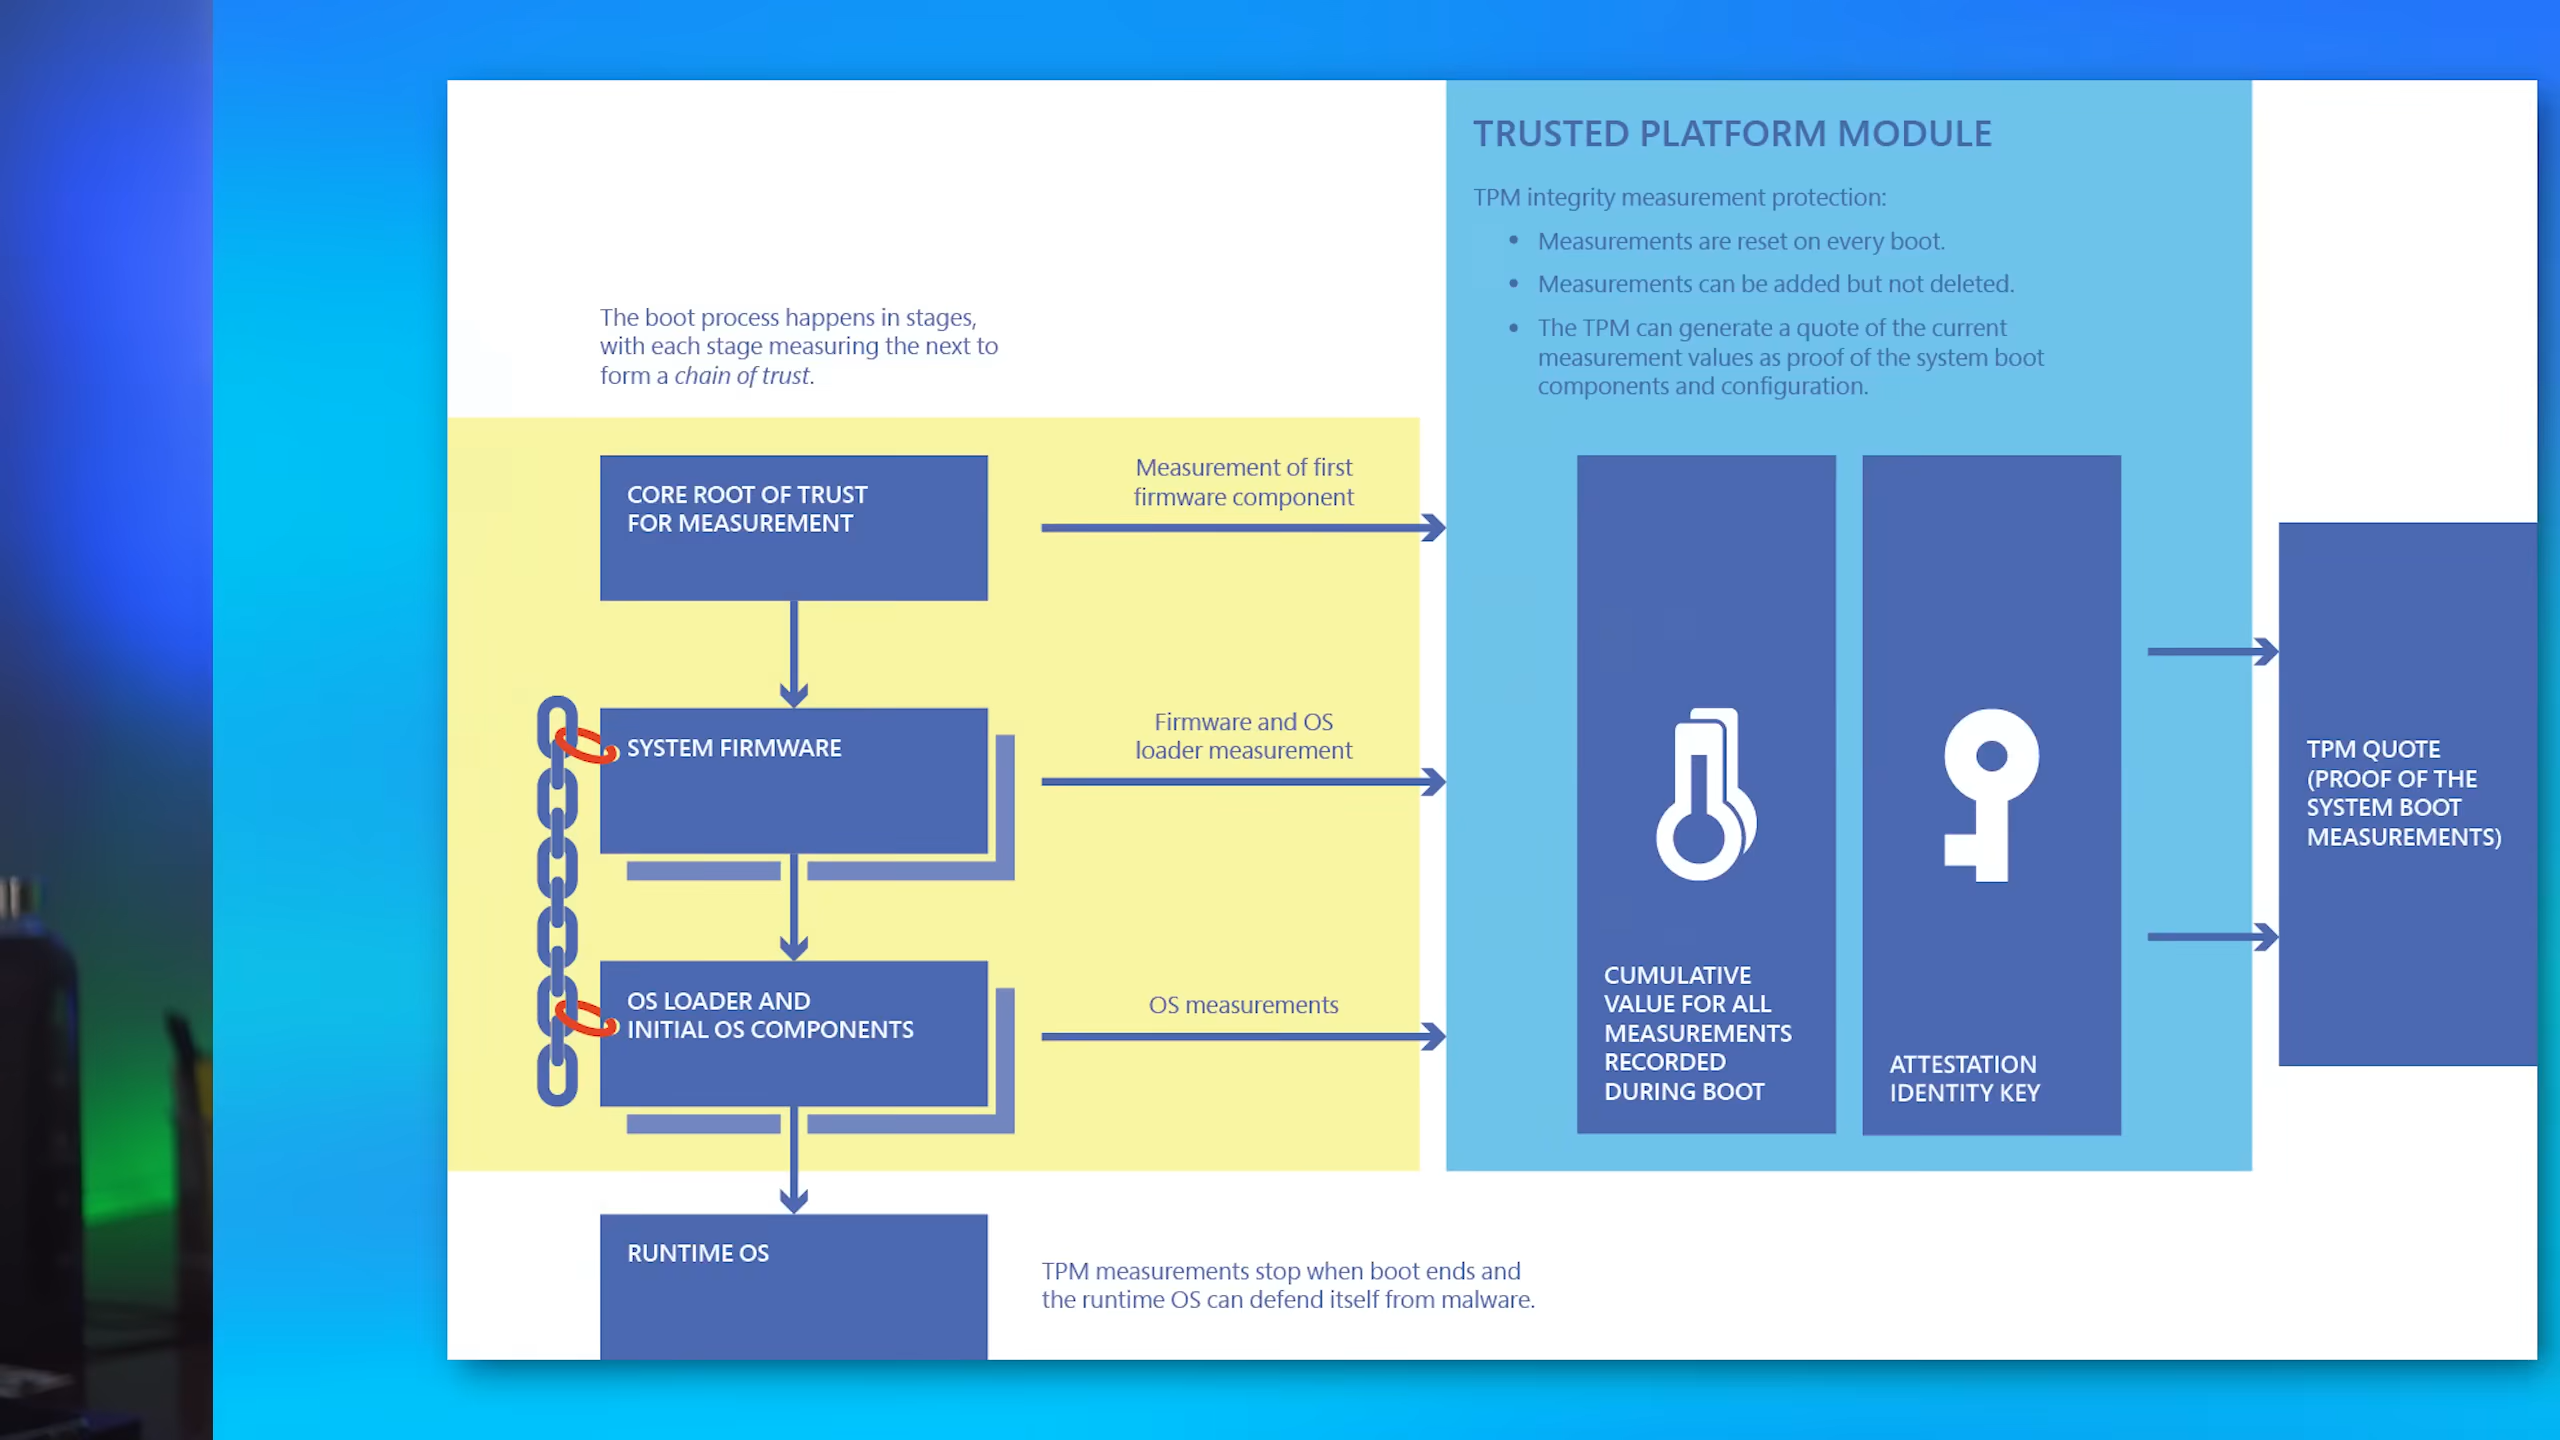 TRUSTED PLATFORM MODULE
TPM integrity measurement protection:
• Measurements are reset on every boot.
• Measurements can be added but not deleted.
• The TPM can generate a quote of the current
measurement values as proof of the system boot
components and configuration.
The boot process happens in stages,
with each stage measuring the next to
form a chain of trust.
CORE ROOT OF TRUST
FOR MEASUREMENT
Measurement of first
firmware component
SYSTEM FIRMWARE
Firmware and OS
loader measurement
OS LOADER AND
INITIAL OS COMPONENTS
OS measurements
CUMULATIVE
VALUE FOR ALL
MEASUREMENTS
RECORDED
DURING BOOT
ATTESTATION
IDENTITY KEY
TPM QUOTE
(PROOF OF THE
SYSTEM BOOT
MEASUREMENTS)
RUNTIME OS
TPM measurements stop when boot ends and
the runtime OS can defend itself from malware.